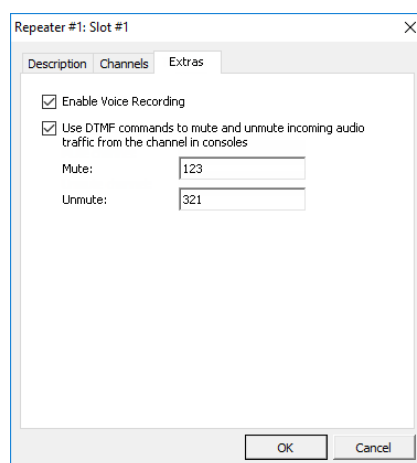 Repeater #1: Slot #1
Description Channels Extras
Enable Voice Recording
Use DTMF commands to mute and unmute incoming audio
traffic from the channel in consoles
Mute: 123
Unmute: 321
OK Cancel